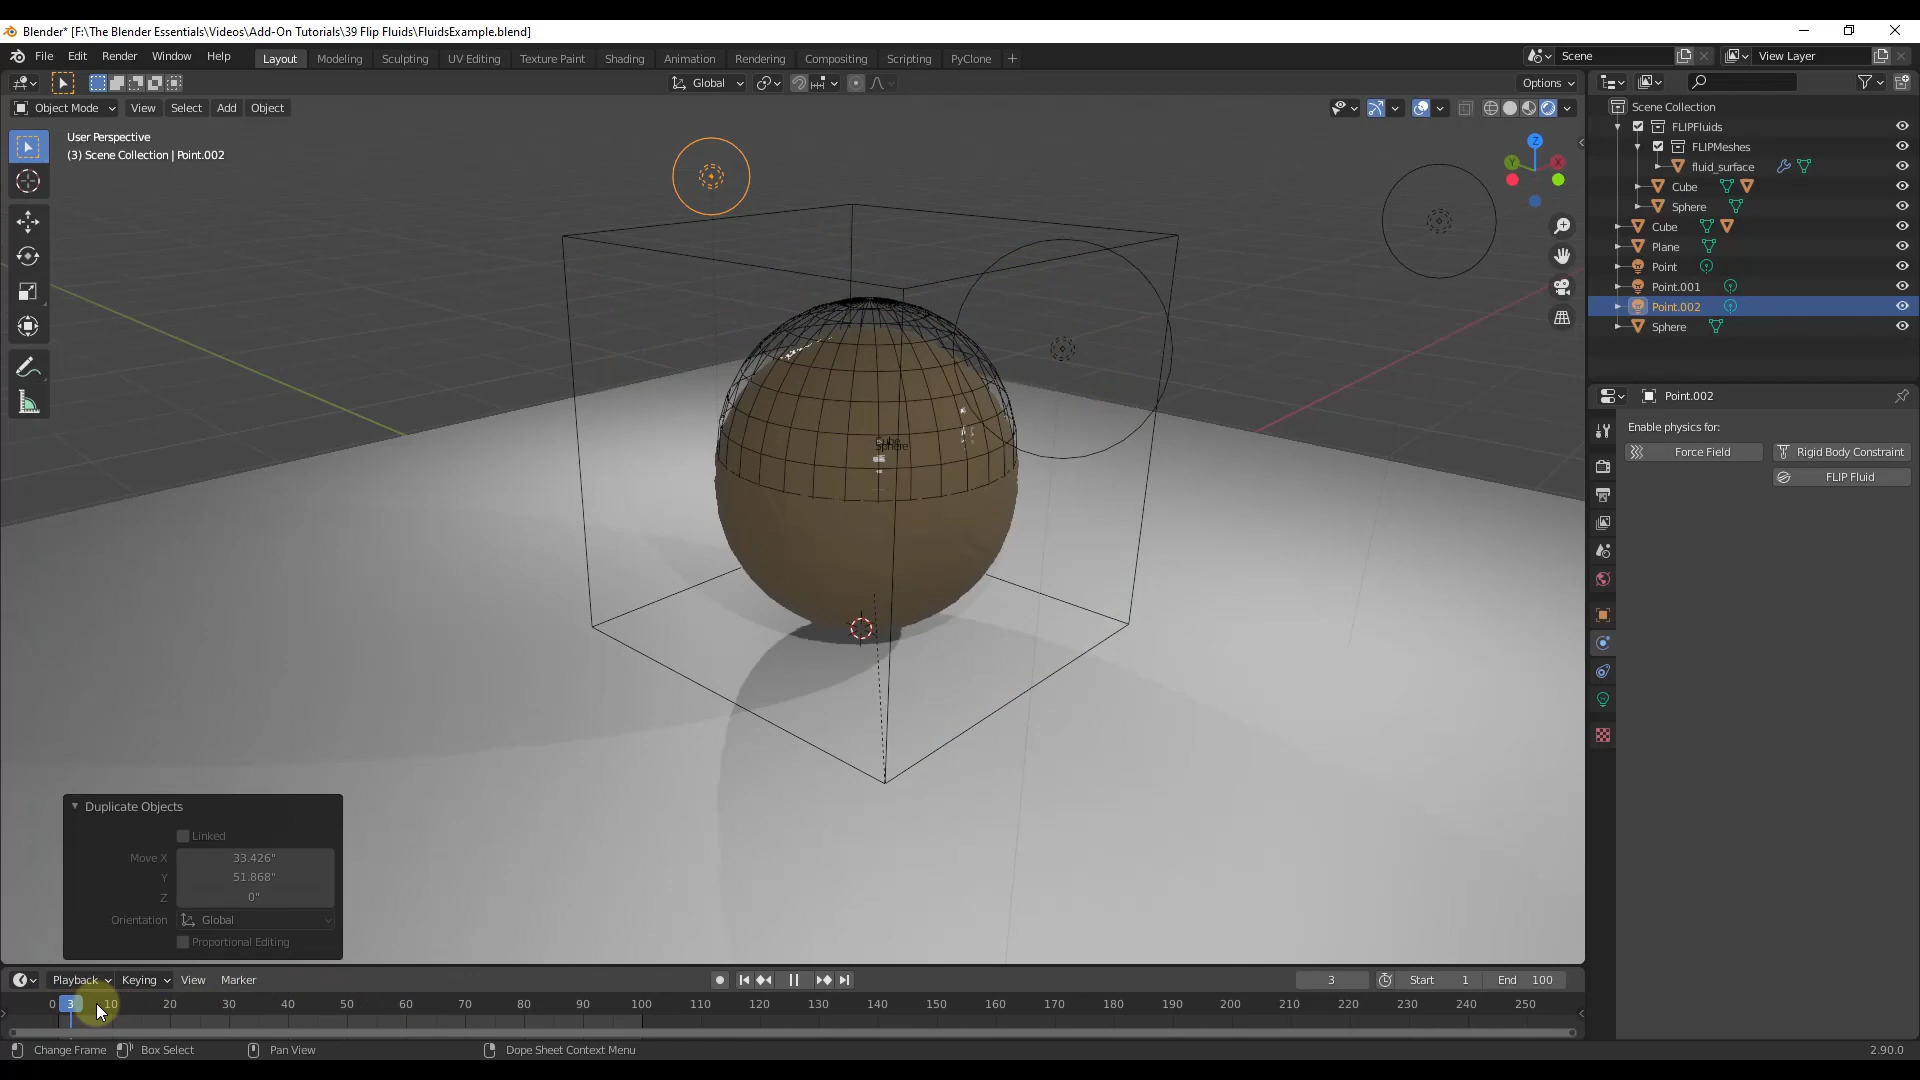 Blender* [F:\The Blender Essentials\Videos\Add-On Tutorials\39 Flip Fluids\FluidsExample.blend]
File Edit Render Window Help Layout Modeling Sculpting UV Editing Texture Paint Shading Animation Rendering Compositing Scripting PyClone + Scene View Layer
Global Options
Object Mode View Select Add Object
User Perspective
(3) Scene Collection | Point.002
Z
Y
X
Cube
Sphere
Scene Collection
FLIPFluids
FLIPMeshes
fluid_surface
Cube
Sphere
Cube
Plane
Point
Point.001
Point.002
Sphere
Point.002
Enable physics for:
Force Field Rigid Body Constraint
FLIP Fluid
Duplicate Objects
Linked
Move X 33.426"
Y 51.868"
Z 0"
Orientation Global
Proportional Editing
Playback Keying View Marker 3 Start 1 End 100
0 3 10 20 30 40 50 60 70 80 90 100 110 120 130 140 150 160 170 180 190 200 210 220 230 240 250
Change Frame Box Select Pan View Dope Sheet Context Menu 2.90.0